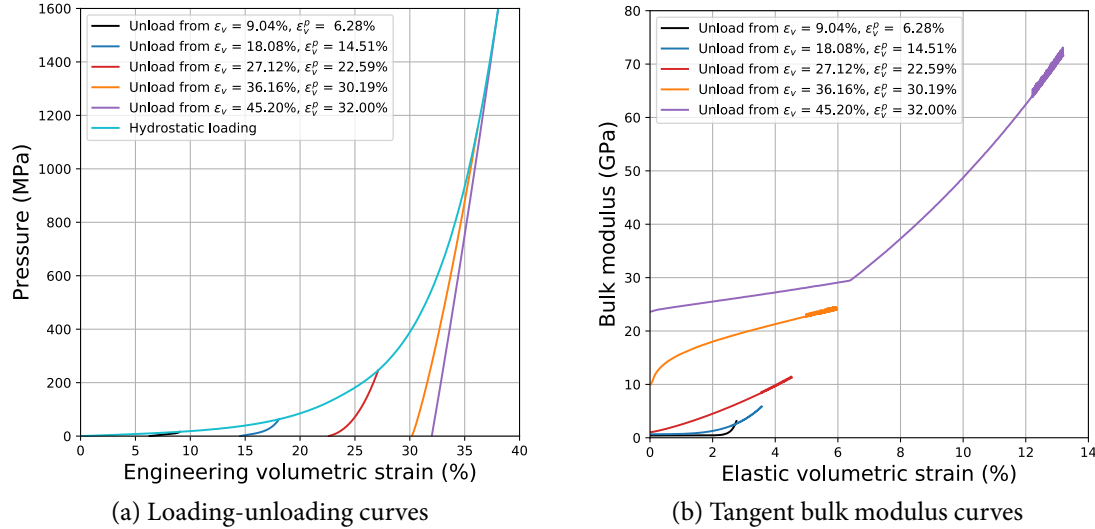 Unload from εv = 9.04%, εvp = 6.28%
Unload from εv = 18.08%, εvp = 14.51%
Unload from εv = 27.12%, εvp = 22.59%
Unload from εv = 36.16%, εvp = 30.19%
Unload from εv = 45.20%, εvp = 32.00%
Hydrostatic loading
1600
1400
1200
1000
800
600
400
200
0
Pressure (MPa)
0 5 10 15 20 25 30 35 40
Engineering volumetric strain (%)
(a) Loading-unloading curves
Unload from εv = 9.04%, εvp = 6.28%
Unload from εv = 18.08%, εvp = 14.51%
Unload from εv = 27.12%, εvp = 22.59%
Unload from εv = 36.16%, εvp = 30.19%
Unload from εv = 45.20%, εvp = 32.00%
80
70
60
50
40
30
20
10
0
Bulk modulus (GPa)
0 2 4 6 8 10 12 14
Elastic volumetric strain (%)
(b) Tangent bulk modulus curves